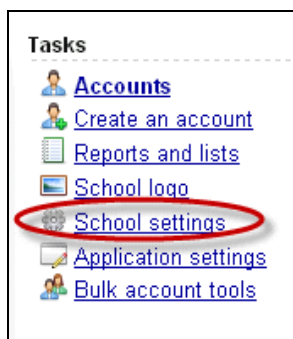 Tasks
Accounts
Create an account
Reports and lists
School logo
School settings
Application settings
Bulk account tools